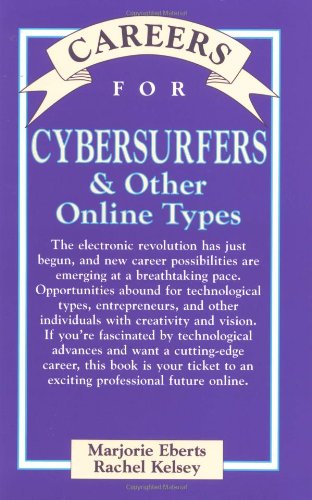 CAREERS
FOR
CYBERSURFERS
& Other
Online Types
The electronic revolution has just
begun, and new career possibilities are
emerging at a breathtaking pace.
Opportunities abound for technological
types, entrepreneurs, and other
individuals with creativity and vision.
If you're fascinated by technological
advances and want a cutting-edge
career, this book is your ticket to an
exciting professional future online.
Marjorie Eberts
Rachel Kelsey